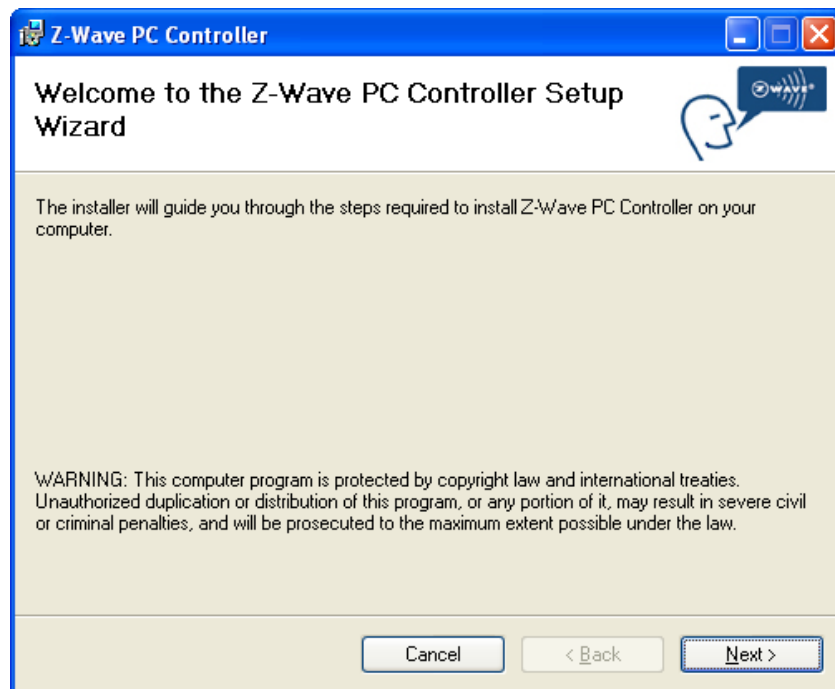 Z-Wave PC Controller
Welcome to the Z-Wave PC Controller Setup
Wizard
Z WAVE
The installer will guide you through the steps required to install Z-Wave PC Controller on your
computer.
WARNING: This computer program is protected by copyright law and international treaties.
Unauthorized duplication or distribution of this program, or any portion of it, may result in severe civil
or criminal penalties, and will be prosecuted to the maximum extent possible under the law.
Cancel
< Back
Next >